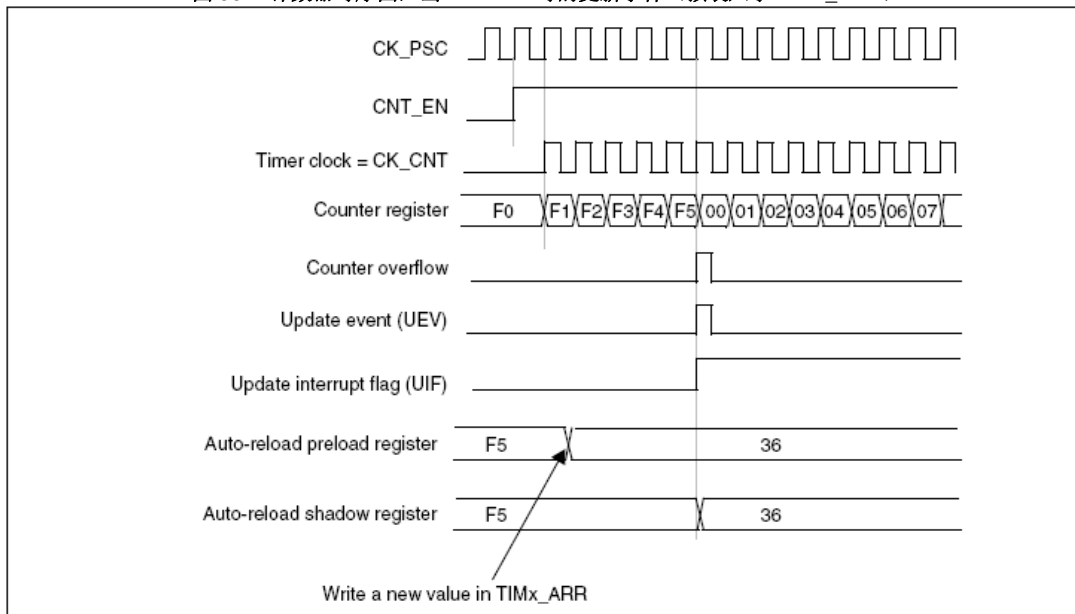 CK_PSC
CNT_EN
Timer clock = CK_CNT
Counter register F0 F1 F2 F3 F4 F5 00 01 02 03 04 05 06 07
Counter overflow
Update event (UEV)
Update interrupt flag (UIF)
Auto-reload preload register F5 36
Auto-reload shadow register F5 36
Write a new value in TIMx_ARR